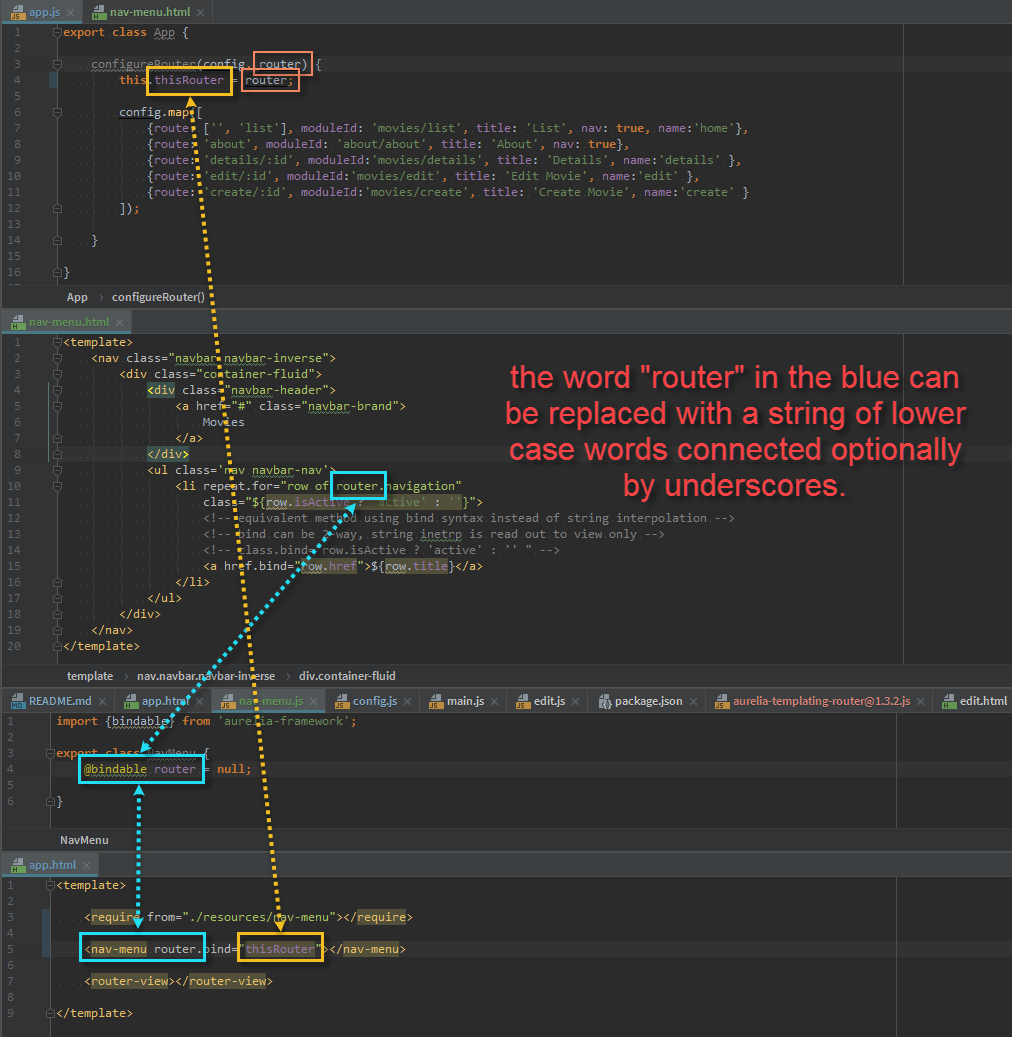 app.js × nav-menu.html ×
1 export class App {
2
3 configureRouter(config, router) {
4 this.thisRouter = router;
5
6 config.map([
7 {route: ['', 'list'], moduleId: 'movies/list', title: 'List', nav: true, name:'home'},
8 {route: 'about', moduleId: 'about/about', title: 'About', nav: true},
9 {route: 'details/:id', moduleId:'movies/details', title: 'Details', name:'details' },
10 {route: 'edit/:id', moduleId:'movies/edit', title: 'Edit Movie', name:'edit' },
11 {route: 'create/:id', moduleId:'movies/create', title: 'Create Movie', name:'create' }
12 ]);
13
14 }
15
16 }
App › configureRouter()
nav-menu.html ×
1 <template>
2 <nav class="navbar navbar-inverse">
3 <div class="container-fluid">
4 <div class="navbar-header">
5 <a href="#" class="navbar-brand">
6 Movies
7 </a>
8 </div>
9 <ul class='nav navbar-nav'>
10 <li repeat.for="row of router.navigation"
11 class="${row.isActive ? 'active' : ''}">
12 <!-- equivalent method using bind syntax instead of string interpolation -->
13 <!-- bind can be 2-way, string inetrp is read out to view only -->
14 <!-- class.bind="row.isActive ? 'active' : '' " -->
15 <a href.bind="row.href">${row.title}</a>
16 </li>
17 </ul>
18 </div>
19 </nav>
20 </template>
the word "router" in the blue can
be replaced with a string of lower
case words connected optionally
by underscores.
template › nav.navbar.navbar-inverse › div.container-fluid
README.md × app.html × nav-menu.js × config.js × main.js × edit.js × package.json × aurelia-templating-router@1.3.2.js × edit.html
1 import {bindable} from 'aurelia-framework';
2
3 export class NavMenu {
4 @bindable router = null;
5
6 }
NavMenu
app.html ×
1 <template>
2
3 <require from="./resources/nav-menu"></require>
4
5 <nav-menu router.bind="thisRouter"></nav-menu>
6
7 <router-view></router-view>
8
9 </template>